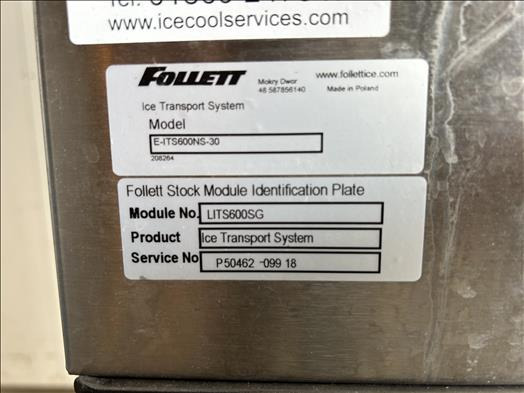 www.icecoolservices.com
FOLLETT
Mokry Dwor
48 587856140
www.follettice.com
Made in Poland
Ice Transport System
Model
E-ITS600NS-30
208264
Follett Stock Module Identification Plate
Module No. LITS600SG
Product Ice Transport System
Service No P50462 -099 18